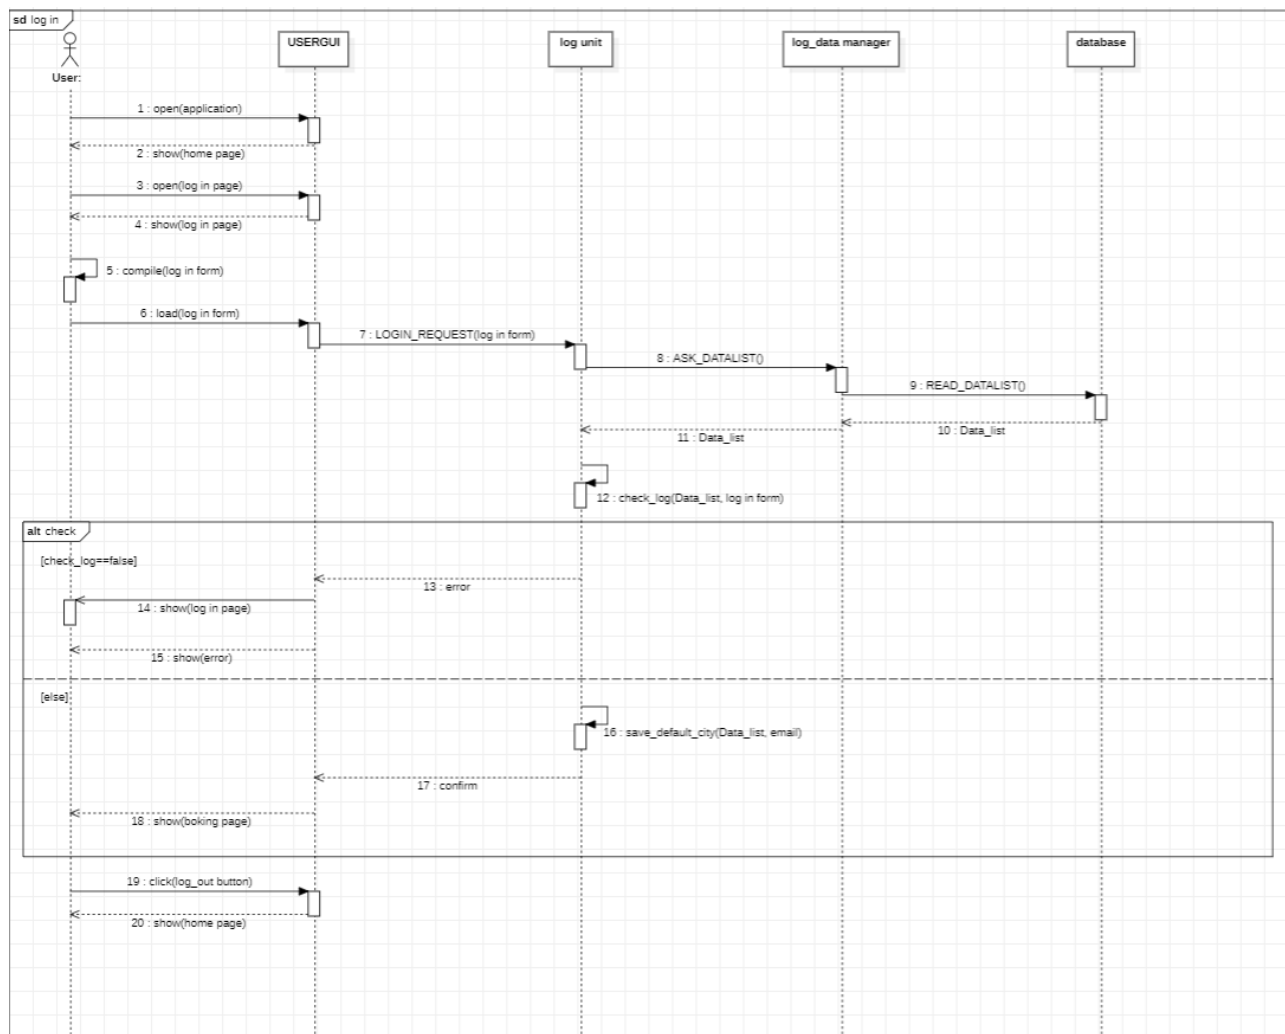 sd log in
User:
USERGUI
log unit
log_data manager
database
1 : open(application)
2 : show(home page)
3 : open(log in page)
4 : show(log in page)
5 : compile(log in form)
6 : load(log in form)
7 : LOGIN_REQUEST(log in form)
8 : ASK_DATALIST()
9 : READ_DATALIST()
10 : Data_list
11 : Data_list
12 : check_log(Data_list, log in form)
alt check
[check_log==false]
13 : error
14 : show(log in page)
15 : show(error)
[else]
16 : save_default_city(Data_list, email)
17 : confirm
18 : show(boking page)
19 : click(log_out button)
20 : show(home page)